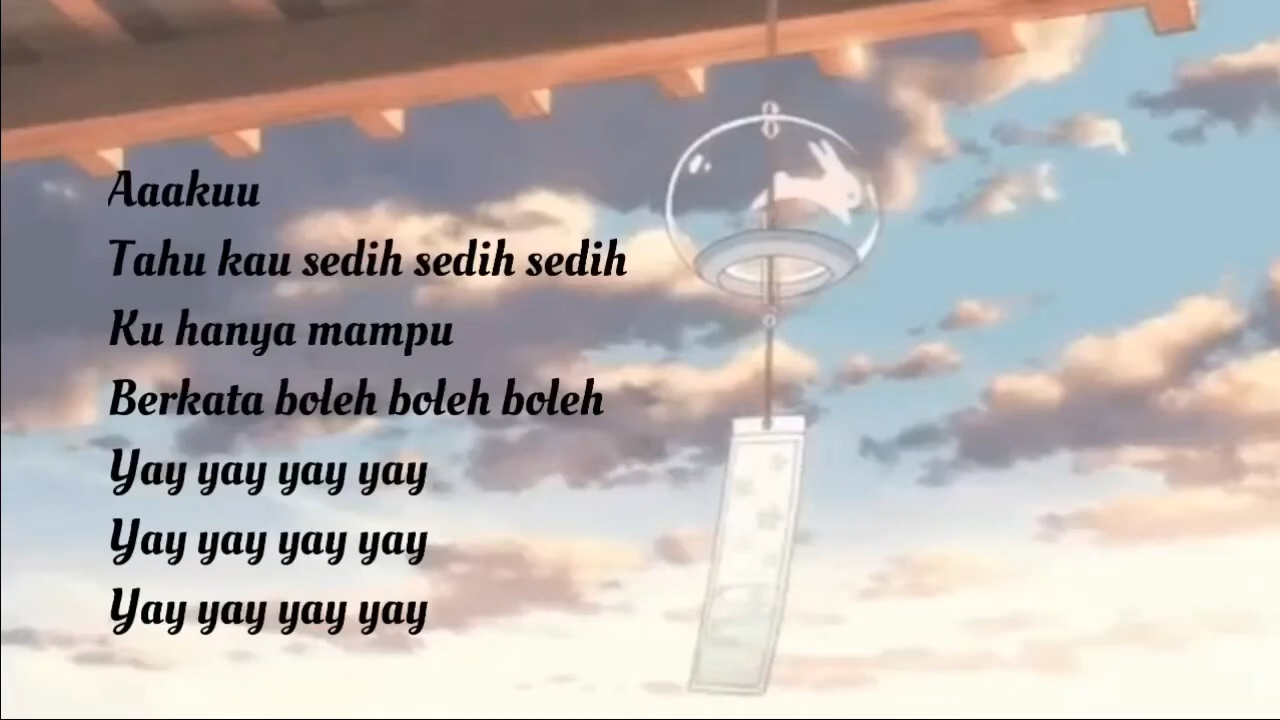 Aaakuu
Tahu kau sedih sedih sedih
Ku hanya mampu
Berkata boleh boleh boleh
Yay yay yay yay
Yay yay yay yay
Yay yay yay yay